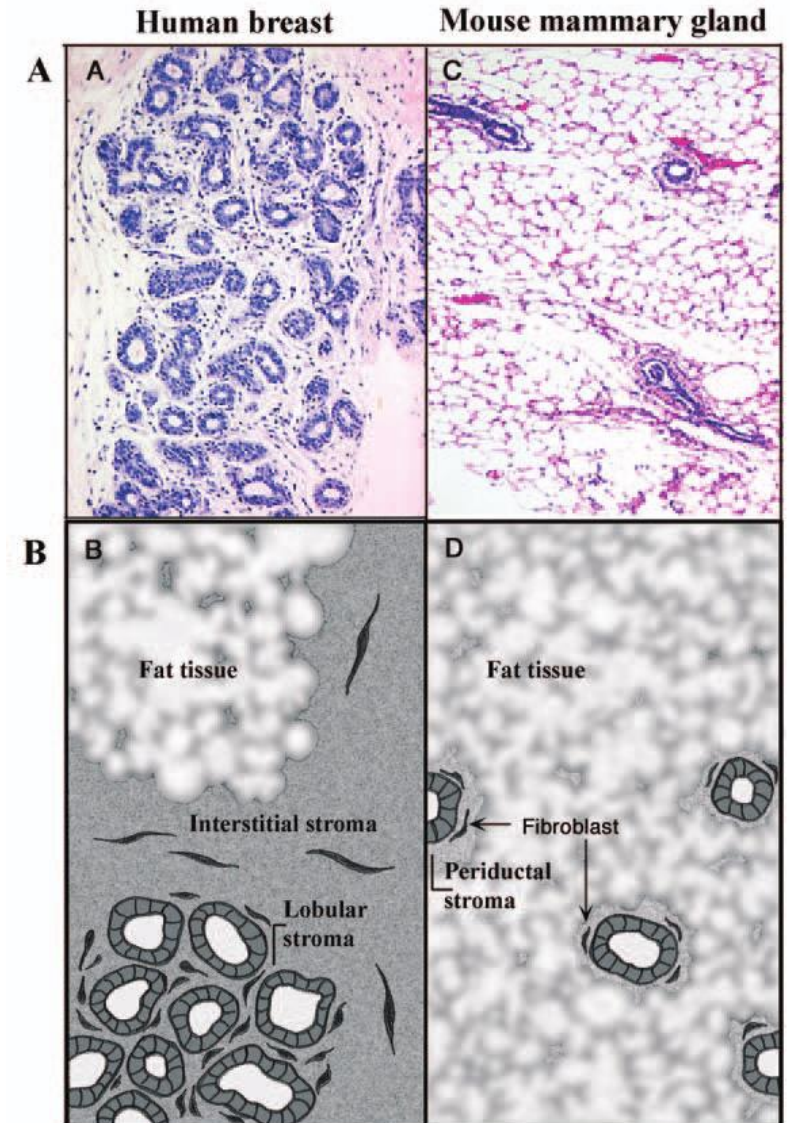 Human breast
Mouse mammary gland
A
A
C
B
B
D
Fat tissue
Fat tissue
Interstitial stroma
Fibroblast
Lobular
stroma
Periductal
stroma